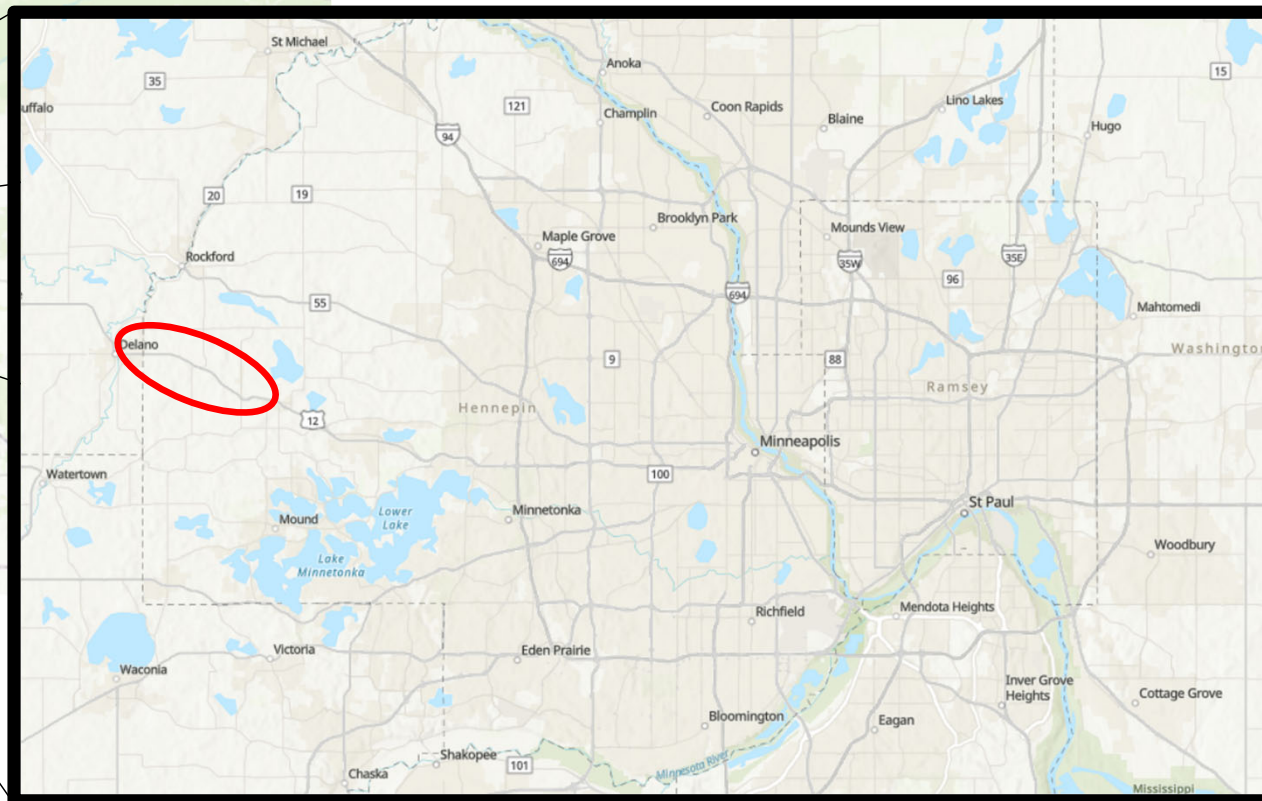 St Michael
Anoka
15
35
uffalo
121
Coon Rapids
Lino Lakes
Champlin
Blaine
Hugo
94
20
19
Brooklyn Park
Mounds View
Maple Grove
Rockford
694
35W
35E
96
694
55
Mahtomedi
Delano
Washington
9
88
Ramsey
Hennepin
12
Minneapolis
Watertown
100
St Paul
Lower
Lake
Minnetonka
Mound
Woodbury
Lake
Minnetonka
Mendota Heights
Richfield
Victoria
Eden Prairie
Waconia
Inver Grove
Heights
Cottage Grove
Bloomington
Eagan
Shakopee
101
Minnesota River
Chaska
Mississippi